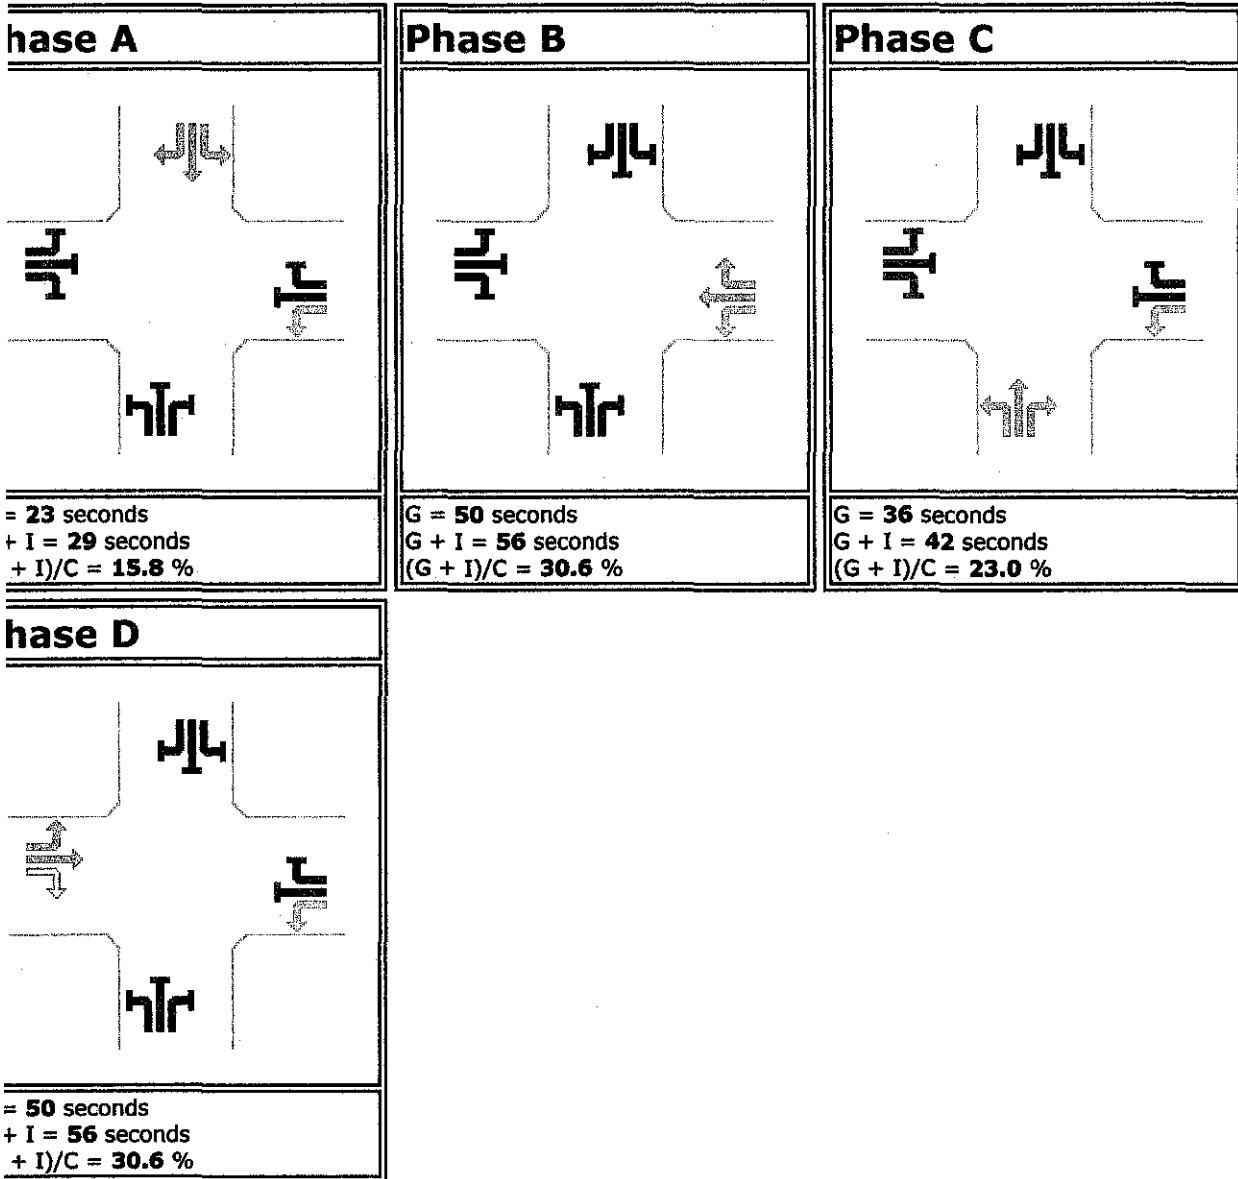 hase A
Phase B
Phase C
= 23 seconds
+ I = 29 seconds
+ I)/C = 15.8 %
G = 50 seconds
G + I = 56 seconds
(G + I)/C = 30.6 %
G = 36 seconds
G + I = 42 seconds
(G + I)/C = 23.0 %
hase D
= 50 seconds
+ I = 56 seconds
+ I)/C = 30.6 %